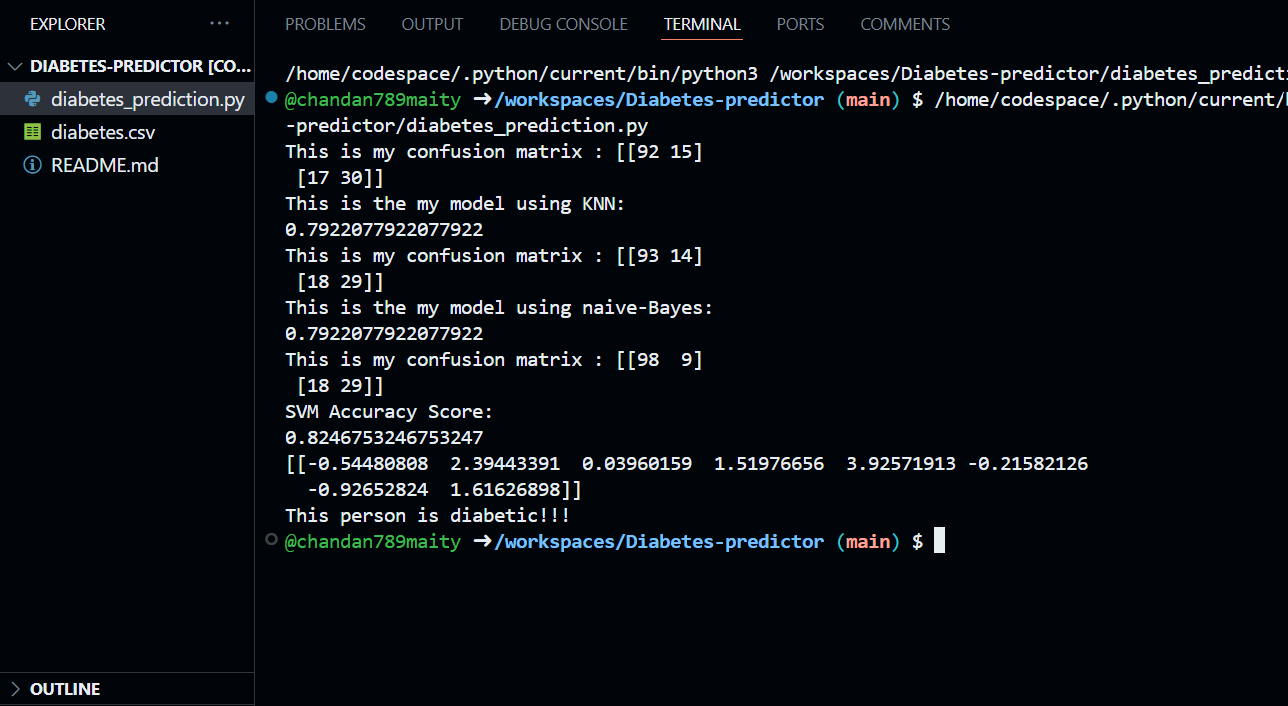 EXPLORER ···
DIABETES-PREDICTOR [CO...
diabetes_prediction.py
diabetes.csv
README.md
OUTLINE
PROBLEMS OUTPUT DEBUG CONSOLE TERMINAL PORTS COMMENTS
/home/codespace/.python/current/bin/python3 /workspaces/Diabetes-predictor/diabetes_predict
@chandan789maity ➜/workspaces/Diabetes-predictor (main) $ /home/codespace/.python/current/
-predictor/diabetes_prediction.py
This is my confusion matrix : [[92 15]
 [17 30]]
This is the my model using KNN:
0.7922077922077922
This is my confusion matrix : [[93 14]
 [18 29]]
This is the my model using naive-Bayes:
0.7922077922077922
This is my confusion matrix : [[98  9]
 [18 29]]
SVM Accuracy Score:
0.8246753246753247
[[-0.54480808  2.39443391  0.03960159  1.51976656  3.92571913 -0.21582126
  -0.92652824  1.61626898]]
This person is diabetic!!!
@chandan789maity ➜/workspaces/Diabetes-predictor (main) $